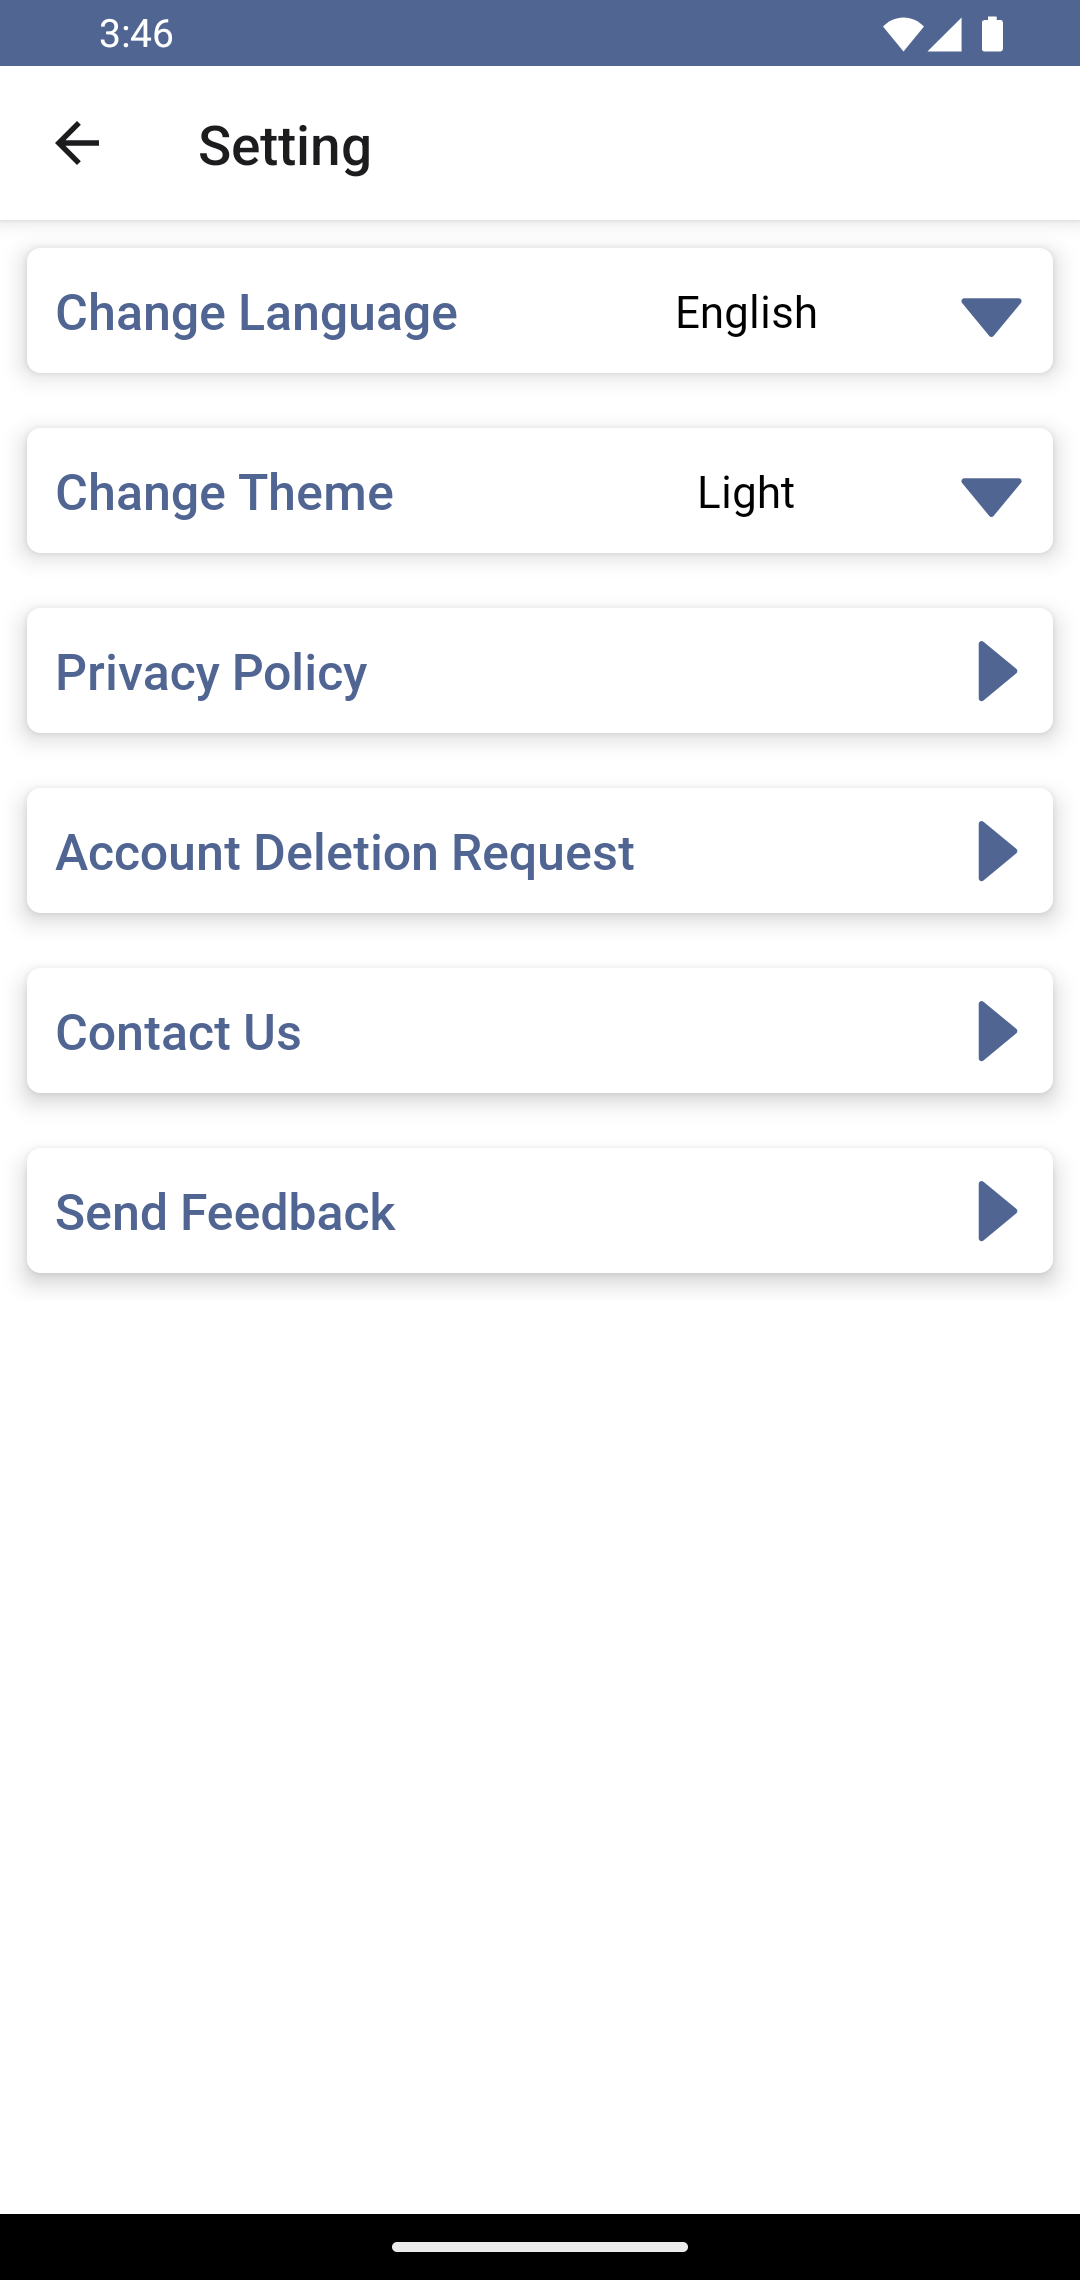 3:46
Setting
Change Language English
Change Theme Light
Privacy Policy
Account Deletion Request
Contact Us
Send Feedback